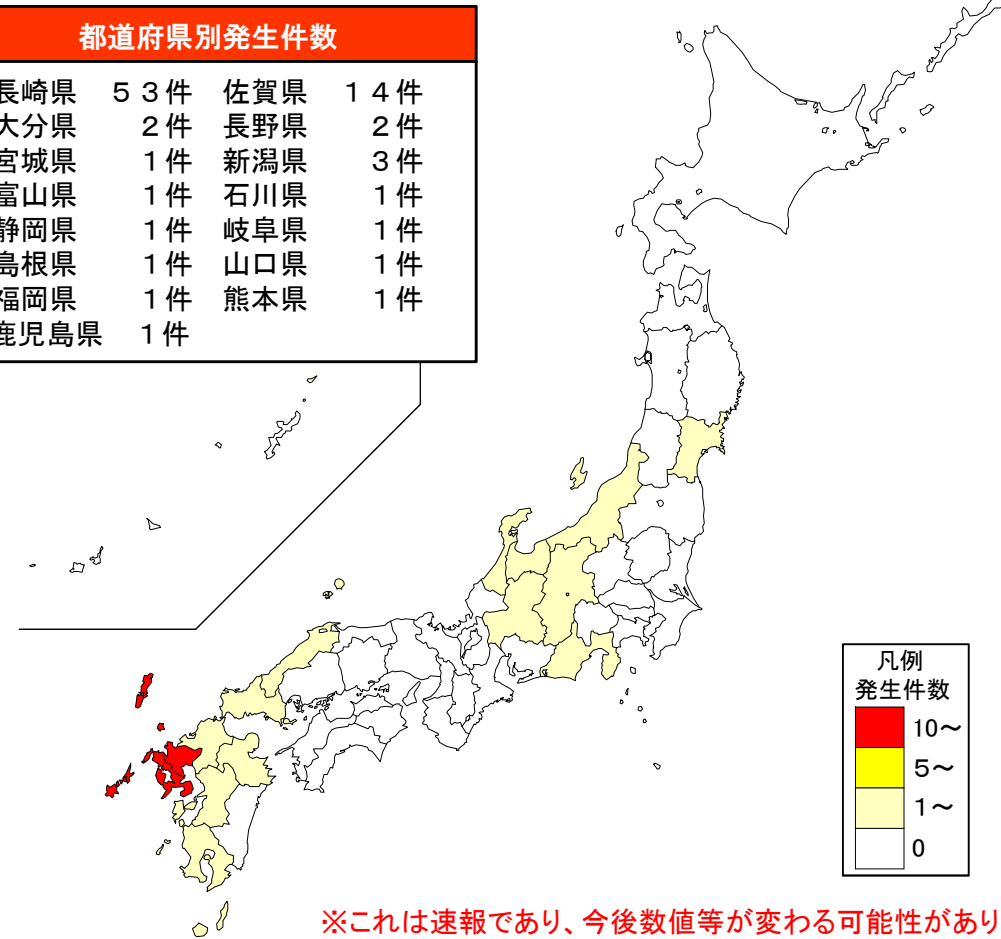 都道府県別発生件数
長崎県 53件 佐賀県 14件
大分県 2件 長野県 2件
宮城県 1件 新潟県 3件
富山県 1件 石川県 1件
静岡県 1件 岐阜県 1件
島根県 1件 山口県 1件
福岡県 1件 熊本県 1件
鹿児島県 1件
凡例
発生件数
10～
5～
1～
0
※これは速報であり、今後数値等が変わる可能性があり